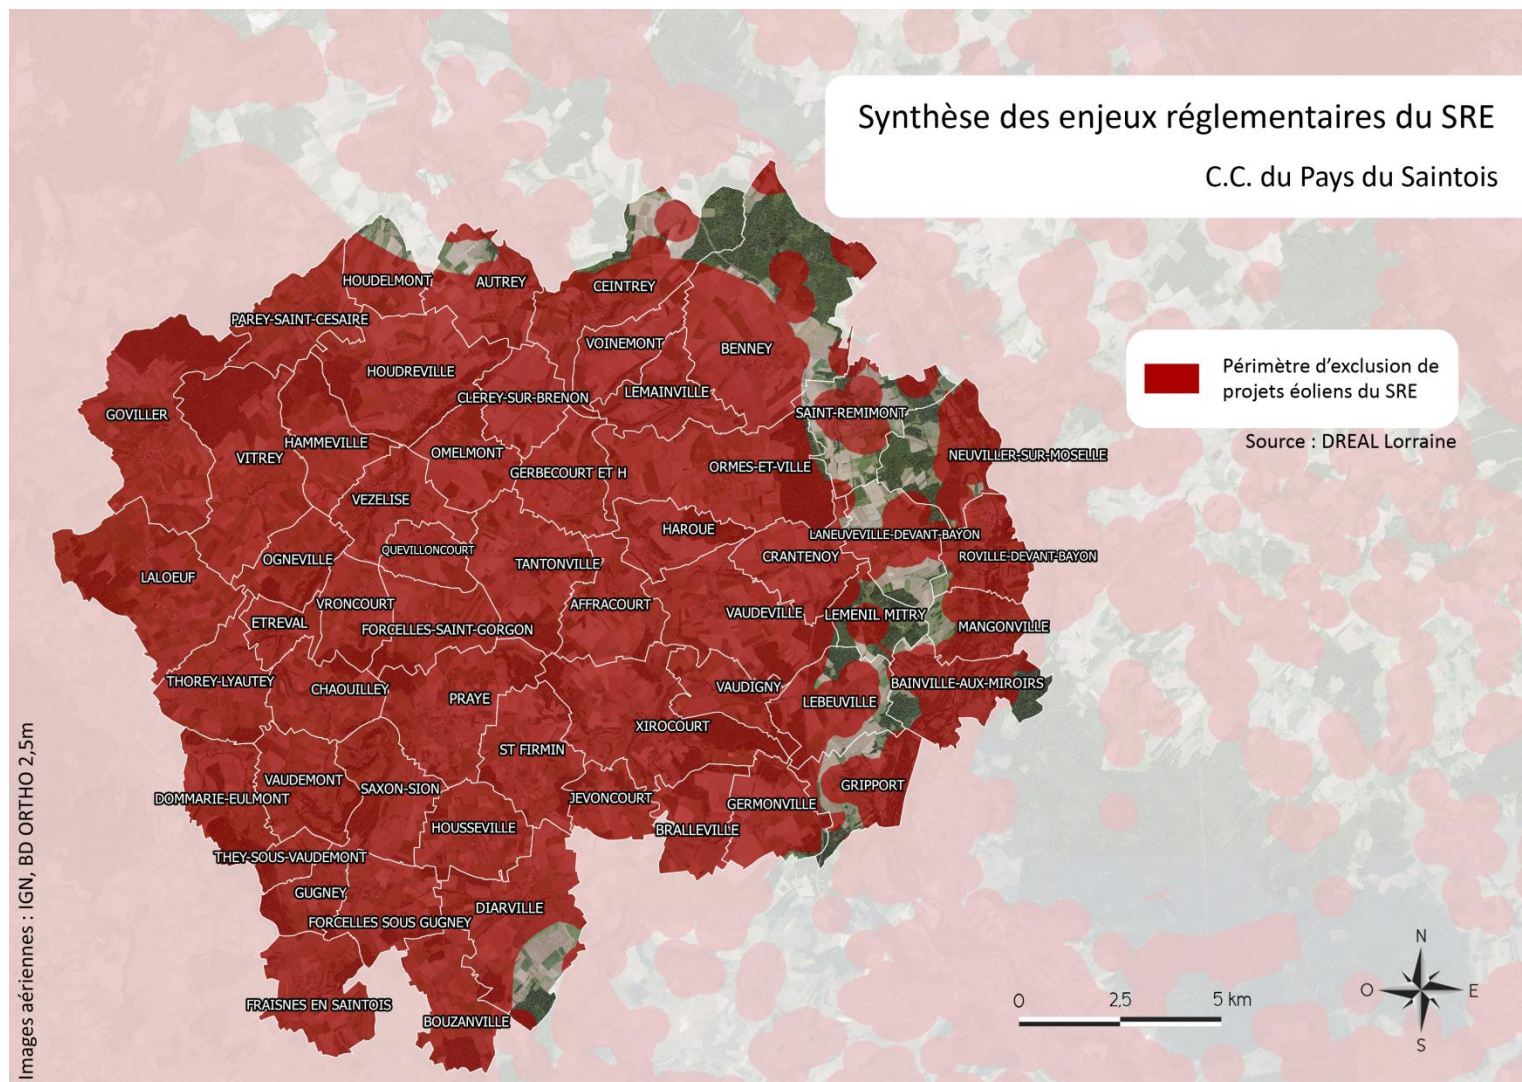 Synthèse des enjeux réglementaires du SRE
C.C. du Pays du Saintois
Périmètre d’exclusion de
projets éoliens du SRE
Source : DREAL Lorraine
HOUDELMONT
AUTREY
CEINTREY
PAREY-SAINT-CESAIRE
VOINEMONT
BENNEY
HOUDREVILLE
CLEREY-SUR-BRENON
LEMAINVILLE
GOVILLER
SAINT-REMIMONT
HAMMEVILLE
VITREY
OMELMONT
GERBECOURT ET H
ORMES-ET-VILLE
NEUVILLER-SUR-MOSELLE
VEZELISE
HAROUE
LANEUVEVILLE-DEVANT-BAYON
QUEVILLONCOURT
OGNEVILLE
TANTONVILLE
CRANTENOY
ROVILLE-DEVANT-BAYON
LALOEUF
VRONCOURT
AFFRACOURT
VAUDEVILLE
LEMENIL MITRY
ETREVAL
FORCELLES-SAINT-GORGON
MANGONVILLE
THOREY-LYAUTEY
CHAOUILLEY
PRAYE
VAUDIGNY
BAINVILLE-AUX-MIROIRS
LEBEUVILLE
XIROCOURT
ST FIRMIN
VAUDEMONT
SAXON-SION
DOMMARIE-EULMONT
JEVONCOURT
GERMONVILLE
GRIPPORT
HOUSSEVILLE
BRALLEVILLE
THEY-SOUS-VAUDEMONT
GUGNEY
DIARVILLE
FORCELLES SOUS GUGNEY
FRAISNES EN SAINTOIS
BOUZANVILLE
0 2,5 5 km
N
O E
S
Images aériennes : IGN, BD ORTHO 2,5m